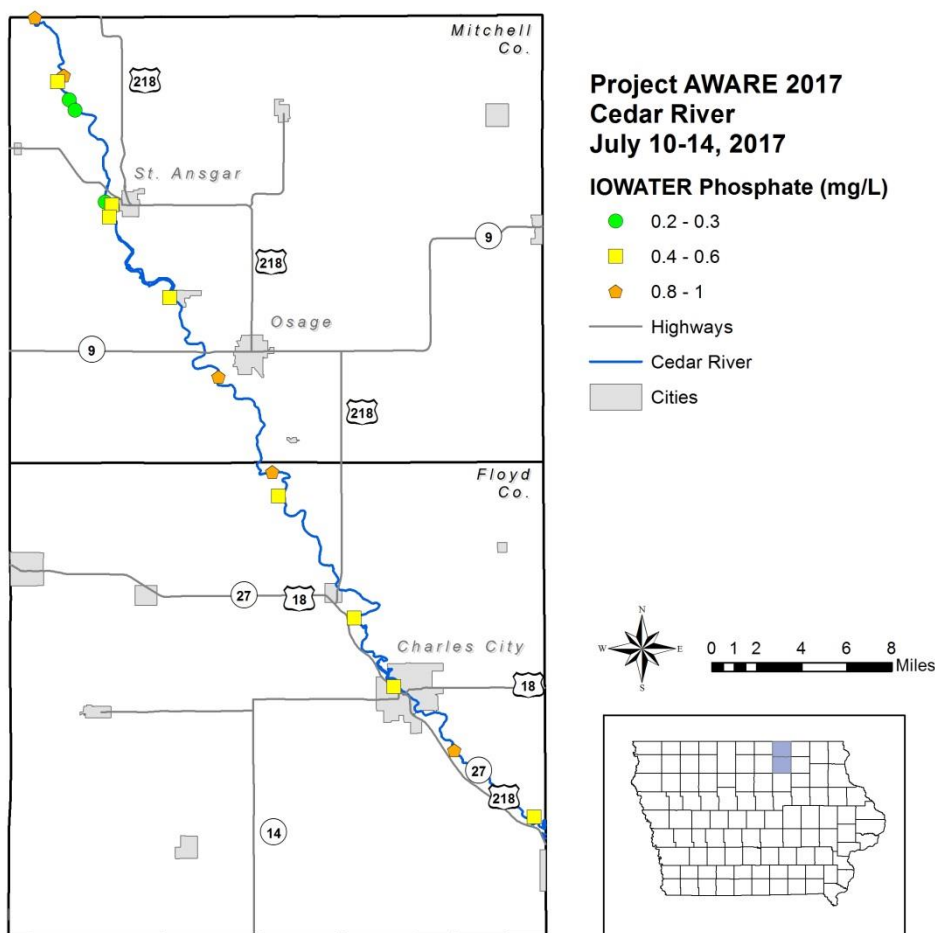 Mitchell
Co.
218
St. Ansgar
9
218
Osage
9
218
Floyd
Co.
27
18
Charles City
18
27
218
14
Project AWARE 2017
Cedar River
July 10-14, 2017
IOWATER Phosphate (mg/L)
0.2 - 0.3
0.4 - 0.6
0.8 - 1
Highways
Cedar River
Cities
N
W E
S
0 1 2 4 6 8
Miles